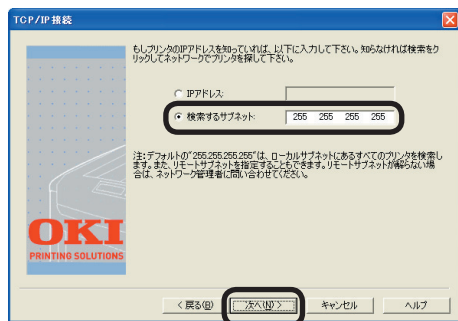 TCP/IP 接続
もしプリンタのIPアドレスを知っていれば、以下に入力して下さい。知らなければ検索をク
リックしてネットワークでプリンタを探して下さい。
IPアドレス:
検索するサブネット: 255 255 255 255
注:デフォルトの"255.255.255.255"は、ローカルサブネットにあるすべてのプリンタを検索し
ます。また、リモートサブネットを指定することもできます。リモートサブネットが解らない場
合は、ネットワーク管理者に問い合わせてください。
OKI
PRINTING SOLUTIONS
< 戻る(B) 次へ(N) > キャンセル ヘルプ